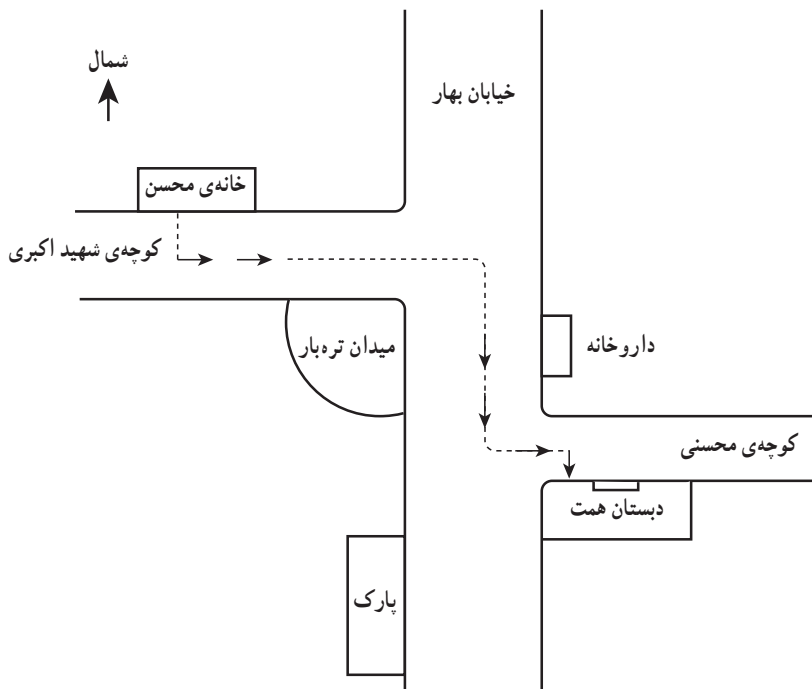 شمال
خیابان بهار
خانه‌ی محسن
کوچه‌ی شهید اکبری
میدان تره‌بار
داروخانه
کوچه‌ی محسنی
دبستان همت
پارک